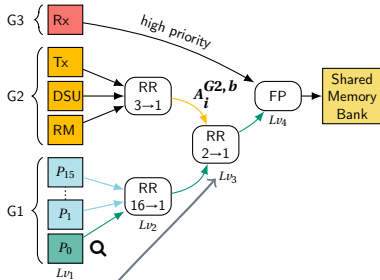 G3
Rx
high priority
G2
Tx
DSU
RM
RR
3→1
A_i^{G2,b}
FP
Lv4
Shared
Memory
Bank
RR
2→1
Lv3
G1
P15
P1
P0
Lv1
RR
16→1
Lv2